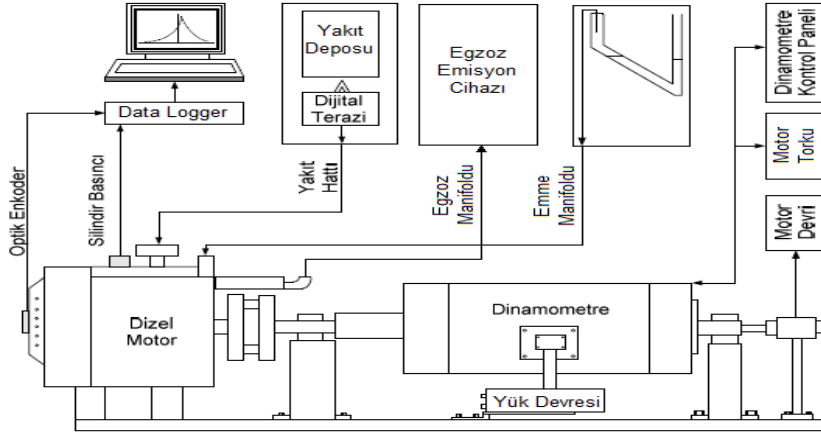 Yakıt
Deposu
Dijital
Terazi
Egzoz
Emisyon
Cihazı
Dinamometre
Kontrol Paneli
Data Logger
Motor
Torku
Optik Enkoder
Silindir Basıncı
Yakıt
Hattı
Egzoz
Manifoldu
Emme
Manifoldu
Motor
Devri
Dizel
Motor
Dinamometre
Yük Devresi